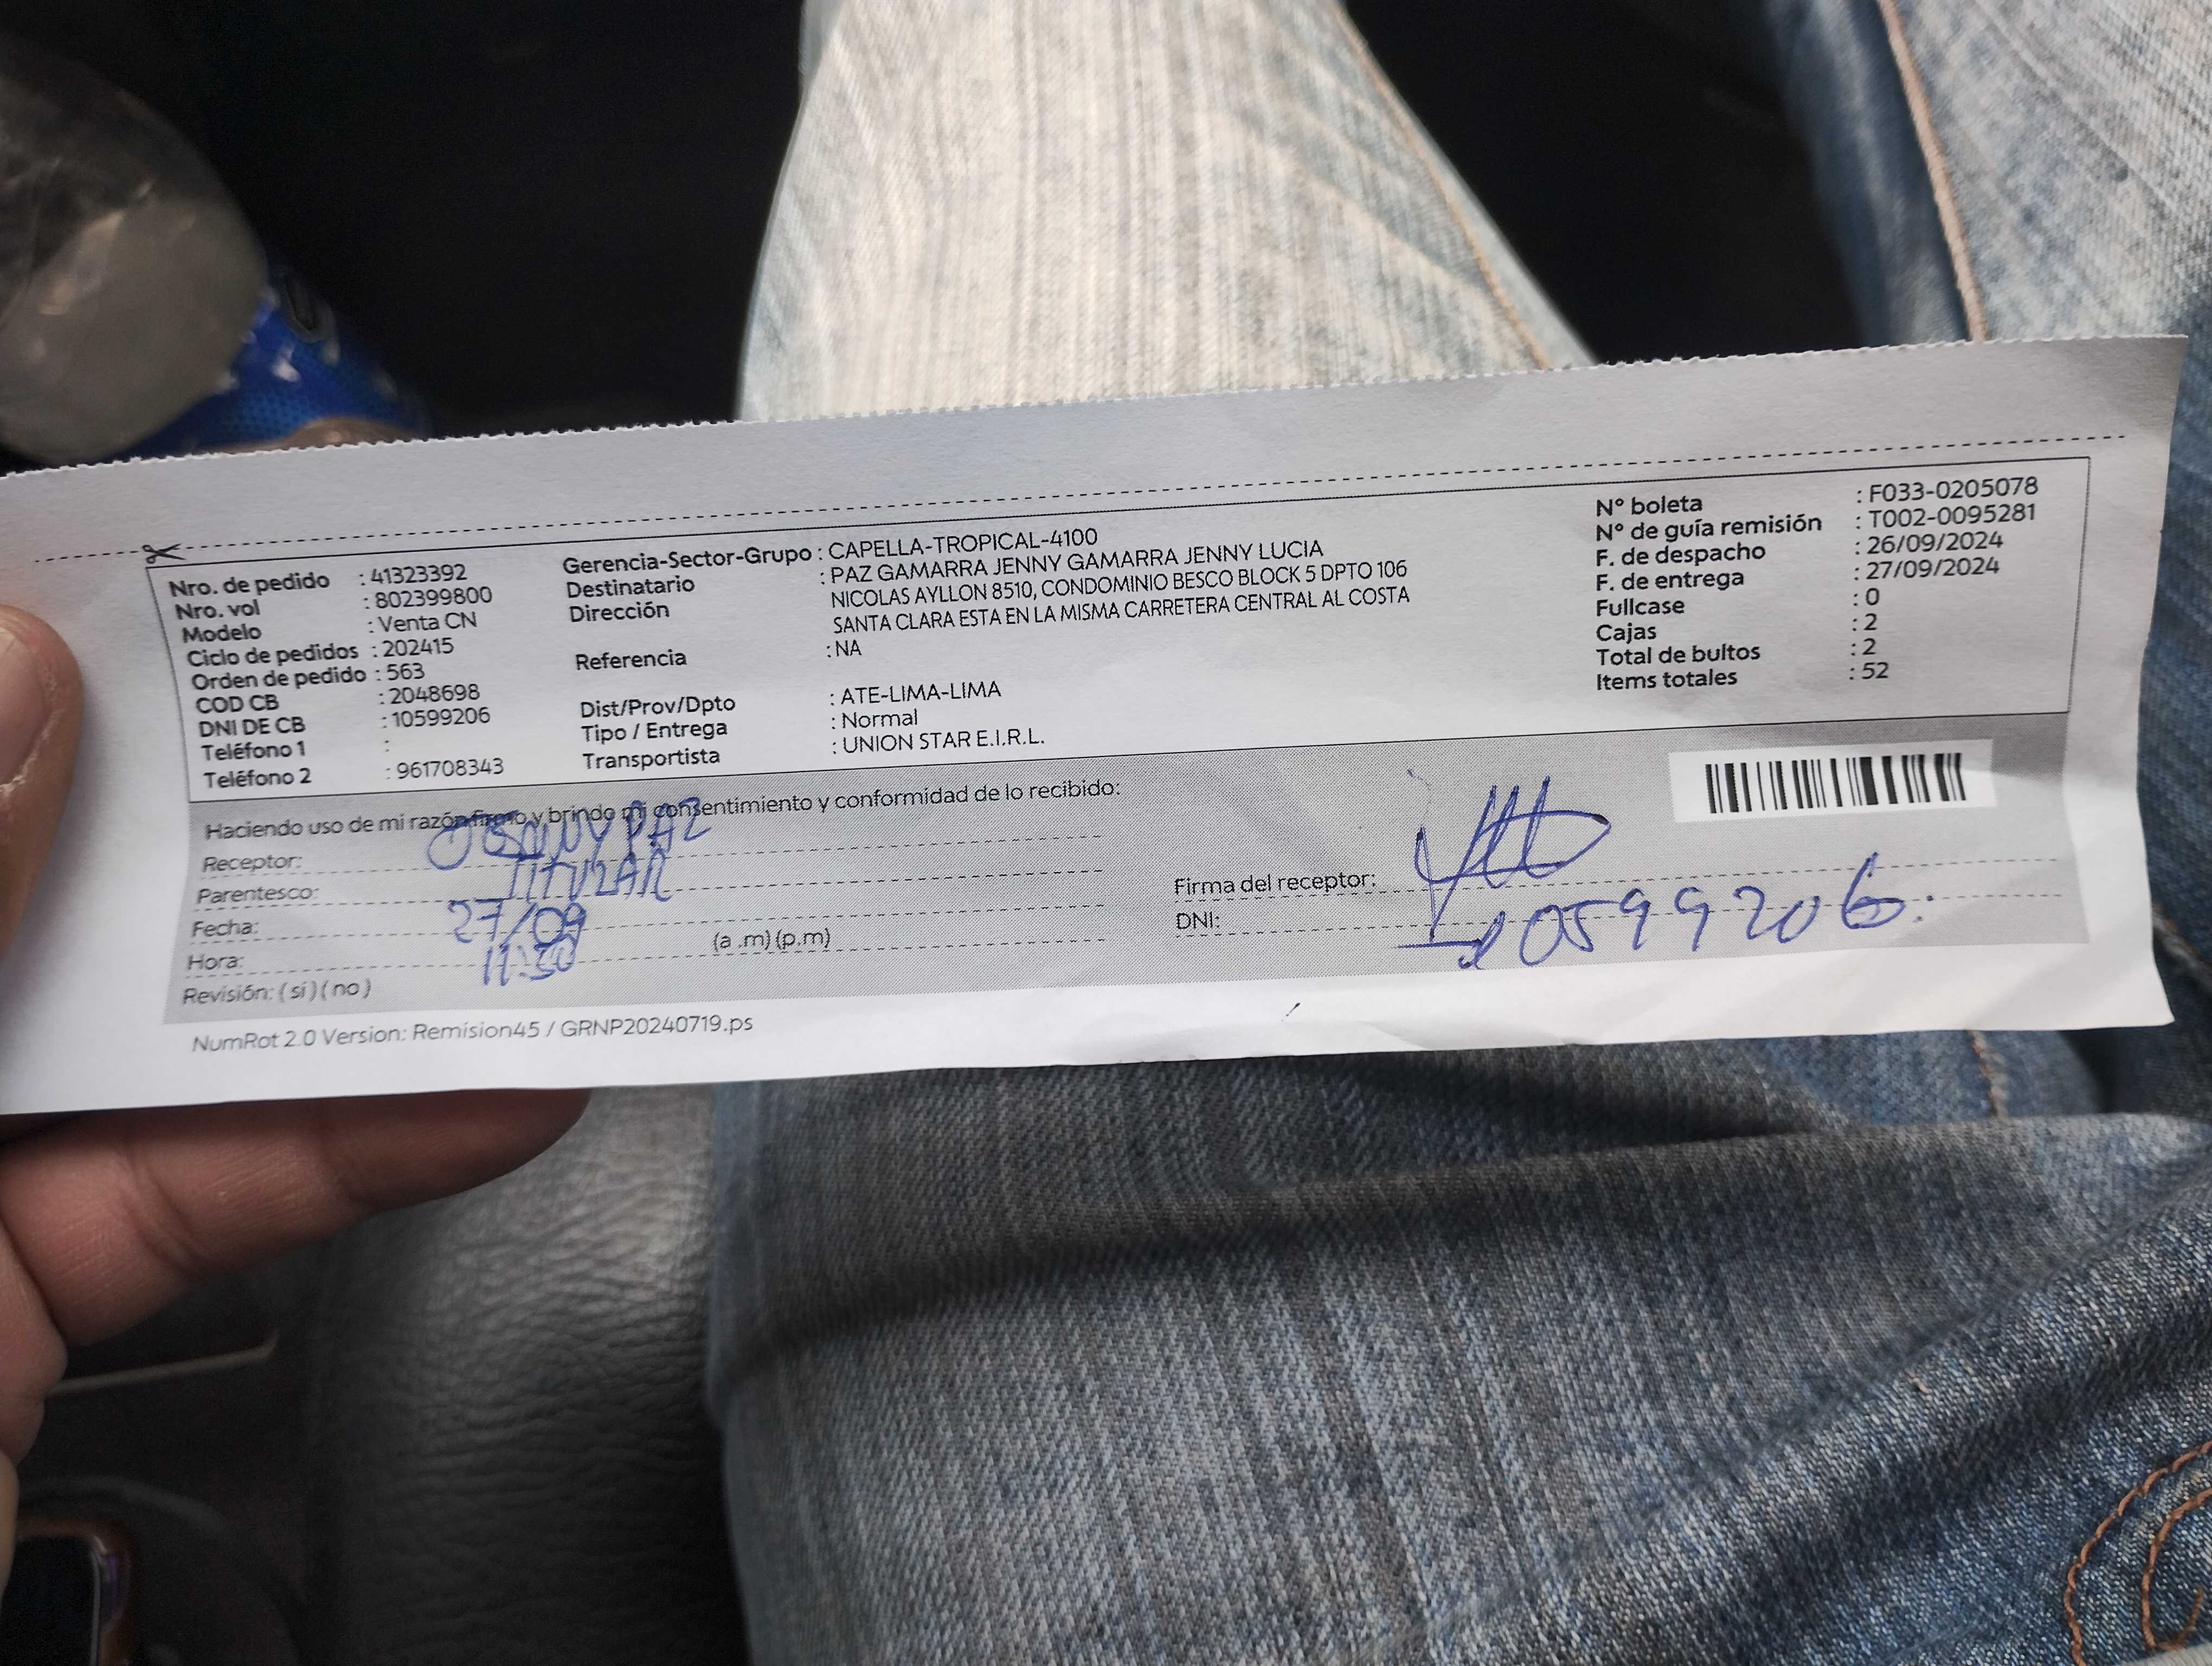 Nro. de pedido : 41323392
Nro. vol : 802399800
Modelo : Venta CN
Ciclo de pedidos : 202415
Orden de pedido : 563
COD CB : 2048698
DNI DE CB : 10599206
Teléfono 1 :
Teléfono 2 : 961708343
Gerencia-Sector-Grupo : CAPELLA-TROPICAL-4100
Destinatario : PAZ GAMARRA JENNY GAMARRA JENNY LUCIA
Dirección NICOLAS AYLLON 8510, CONDOMINIO BESCO BLOCK 5 DPTO 106
SANTA CLARA ESTA EN LA MISMA CARRETERA CENTRAL AL COSTA
Referencia : NA
Dist/Prov/Dpto : ATE-LIMA-LIMA
Tipo / Entrega : Normal
Transportista : UNION STAR E.I.R.L.
N° boleta : F033-0205078
N° de guía remisión : T002-0095281
F. de despacho : 26/09/2024
F. de entrega : 27/09/2024
Fullcase : 0
Cajas : 2
Total de bultos : 2
Items totales : 52
Haciendo uso de mi razón firmo y brindo mi consentimiento y conformidad de lo recibido:
Receptor: JENNY PAZ
Parentesco: TITULAR
Fecha: 27/09
Hora: 11:50 (a .m) (p.m)
Revisión: ( si ) ( no )
Firma del receptor:
DNI: 10599206
NumRot 2.0 Version: Remision45 / GRNP20240719.ps